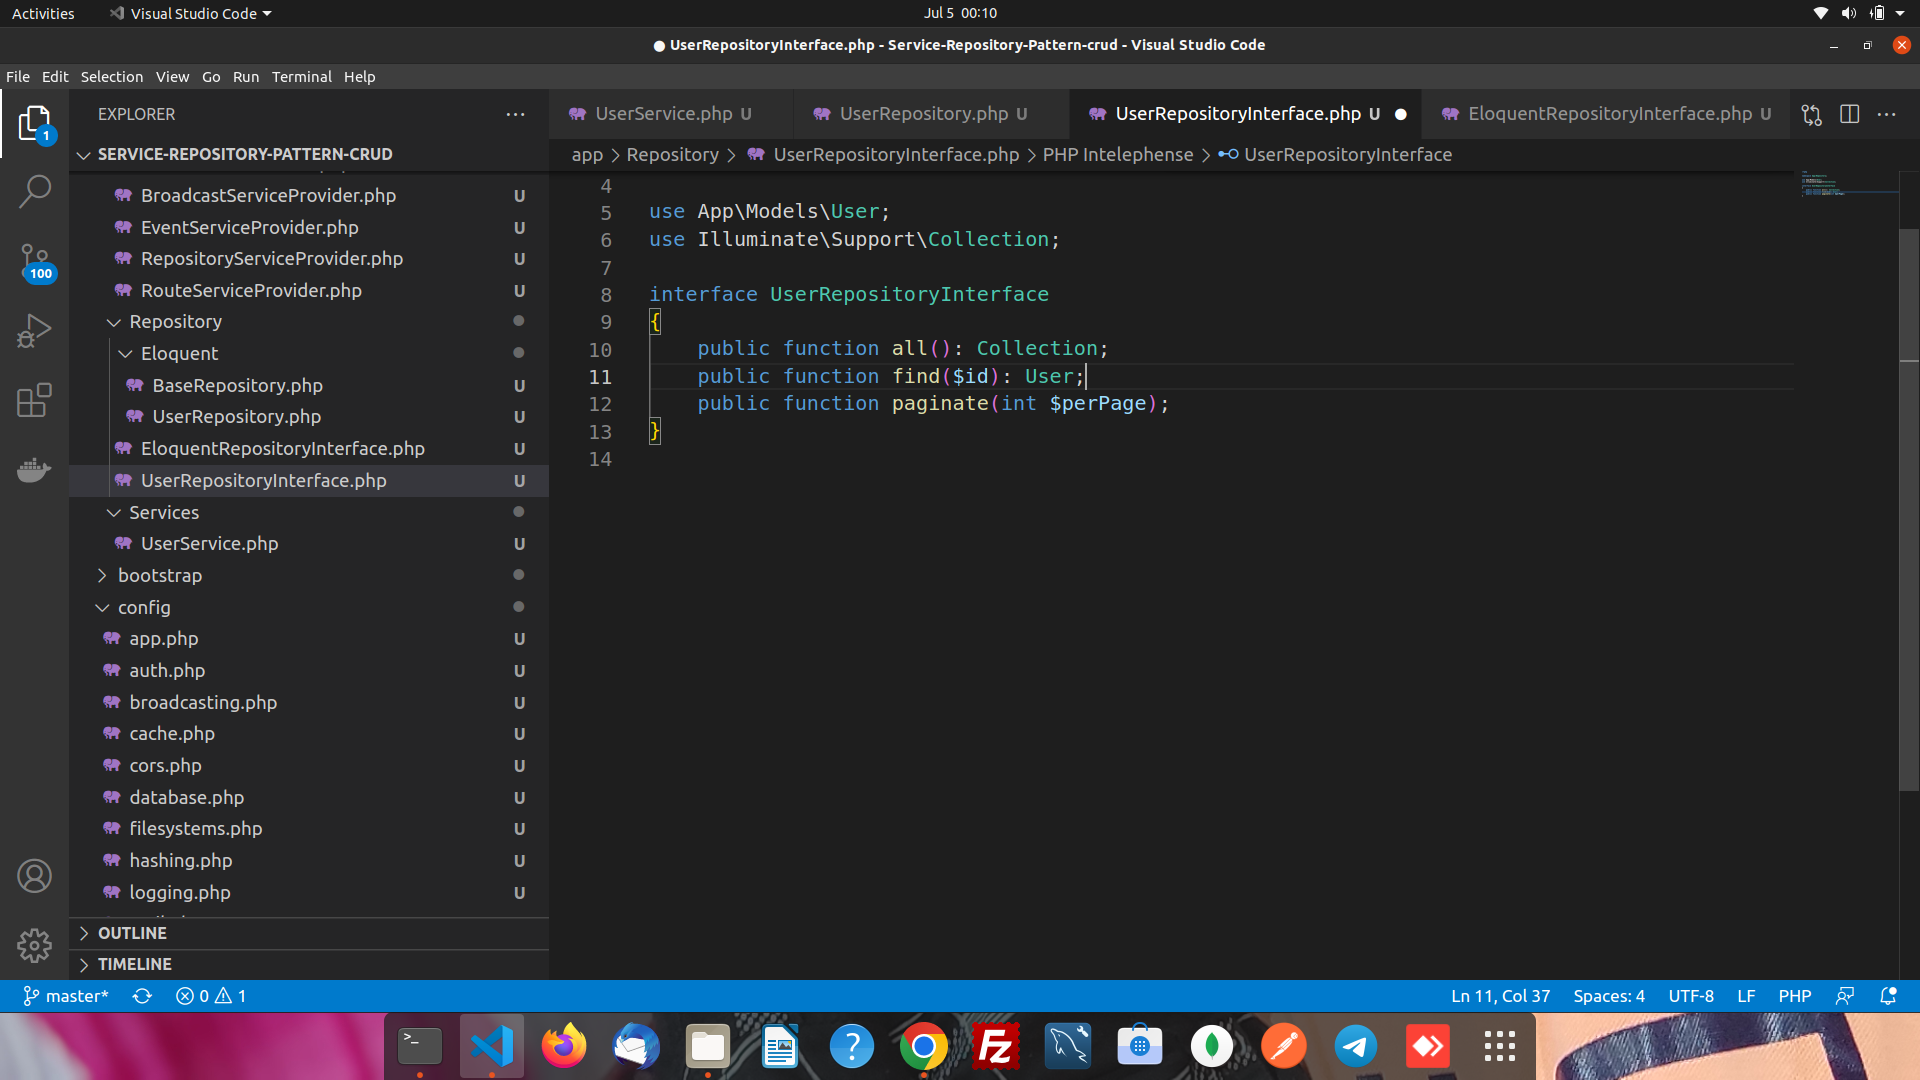 Activities
Visual Studio Code
Jul 5 00:10
● UserRepositoryInterface.php - Service-Repository-Pattern-crud - Visual Studio Code
File Edit Selection View Go Run Terminal Help
1
100
EXPLORER
SERVICE-REPOSITORY-PATTERN-CRUD
BroadcastServiceProvider.php U
EventServiceProvider.php U
RepositoryServiceProvider.php U
RouteServiceProvider.php U
Repository
Eloquent
BaseRepository.php U
UserRepository.php U
EloquentRepositoryInterface.php U
UserRepositoryInterface.php U
Services
UserService.php U
bootstrap
config
app.php U
auth.php U
broadcasting.php U
cache.php U
cors.php U
database.php U
filesystems.php U
hashing.php U
logging.php U
OUTLINE
TIMELINE
UserService.php U
UserRepository.php U
UserRepositoryInterface.php U
EloquentRepositoryInterface.php U
app > Repository > UserRepositoryInterface.php > PHP Intelephense > UserRepositoryInterface
4
5 use App\Models\User;
6 use Illuminate\Support\Collection;
7
8 interface UserRepositoryInterface
9 {
10 public function all(): Collection;
11 public function find($id): User;
12 public function paginate(int $perPage);
13 }
14
master* 0 1
Ln 11, Col 37 Spaces: 4 UTF-8 LF PHP
>_
?
Fz